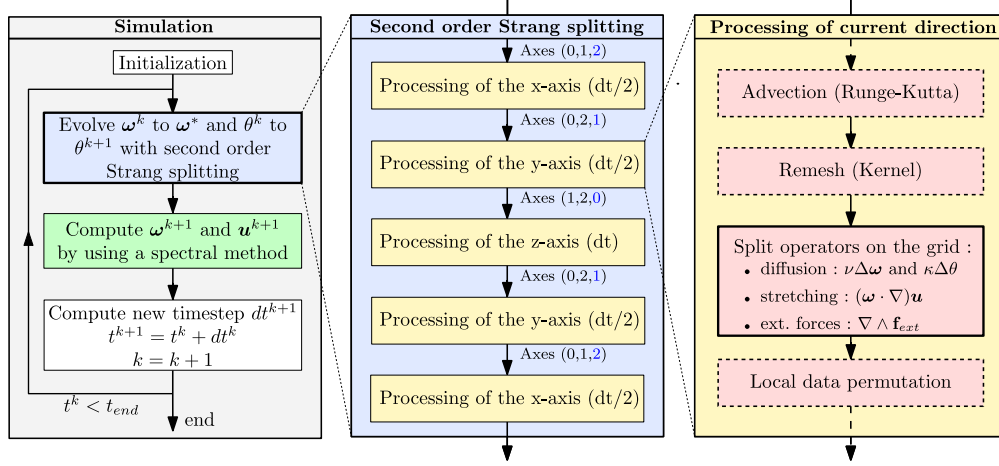 Simulation
Initialization
Evolve ω^k to ω* and θ^k to
θ^{k+1} with second order
Strang splitting
Compute ω^{k+1} and u^{k+1}
by using a spectral method
Compute new timestep dt^{k+1}
t^{k+1} = t^k + dt^k
k = k + 1
t^k < t_{end}
end
Second order Strang splitting
Axes (0,1,2)
Processing of the x-axis (dt/2)
Axes (0,2,1)
Processing of the y-axis (dt/2)
Axes (1,2,0)
Processing of the z-axis (dt)
Axes (0,2,1)
Processing of the y-axis (dt/2)
Axes (0,1,2)
Processing of the x-axis (dt/2)
Processing of current direction
Advection (Runge-Kutta)
Remesh (Kernel)
Split operators on the grid :
• diffusion : νΔω and κΔθ
• stretching : (ω · ∇)u
• ext. forces : ∇ ∧ f_{ext}
Local data permutation